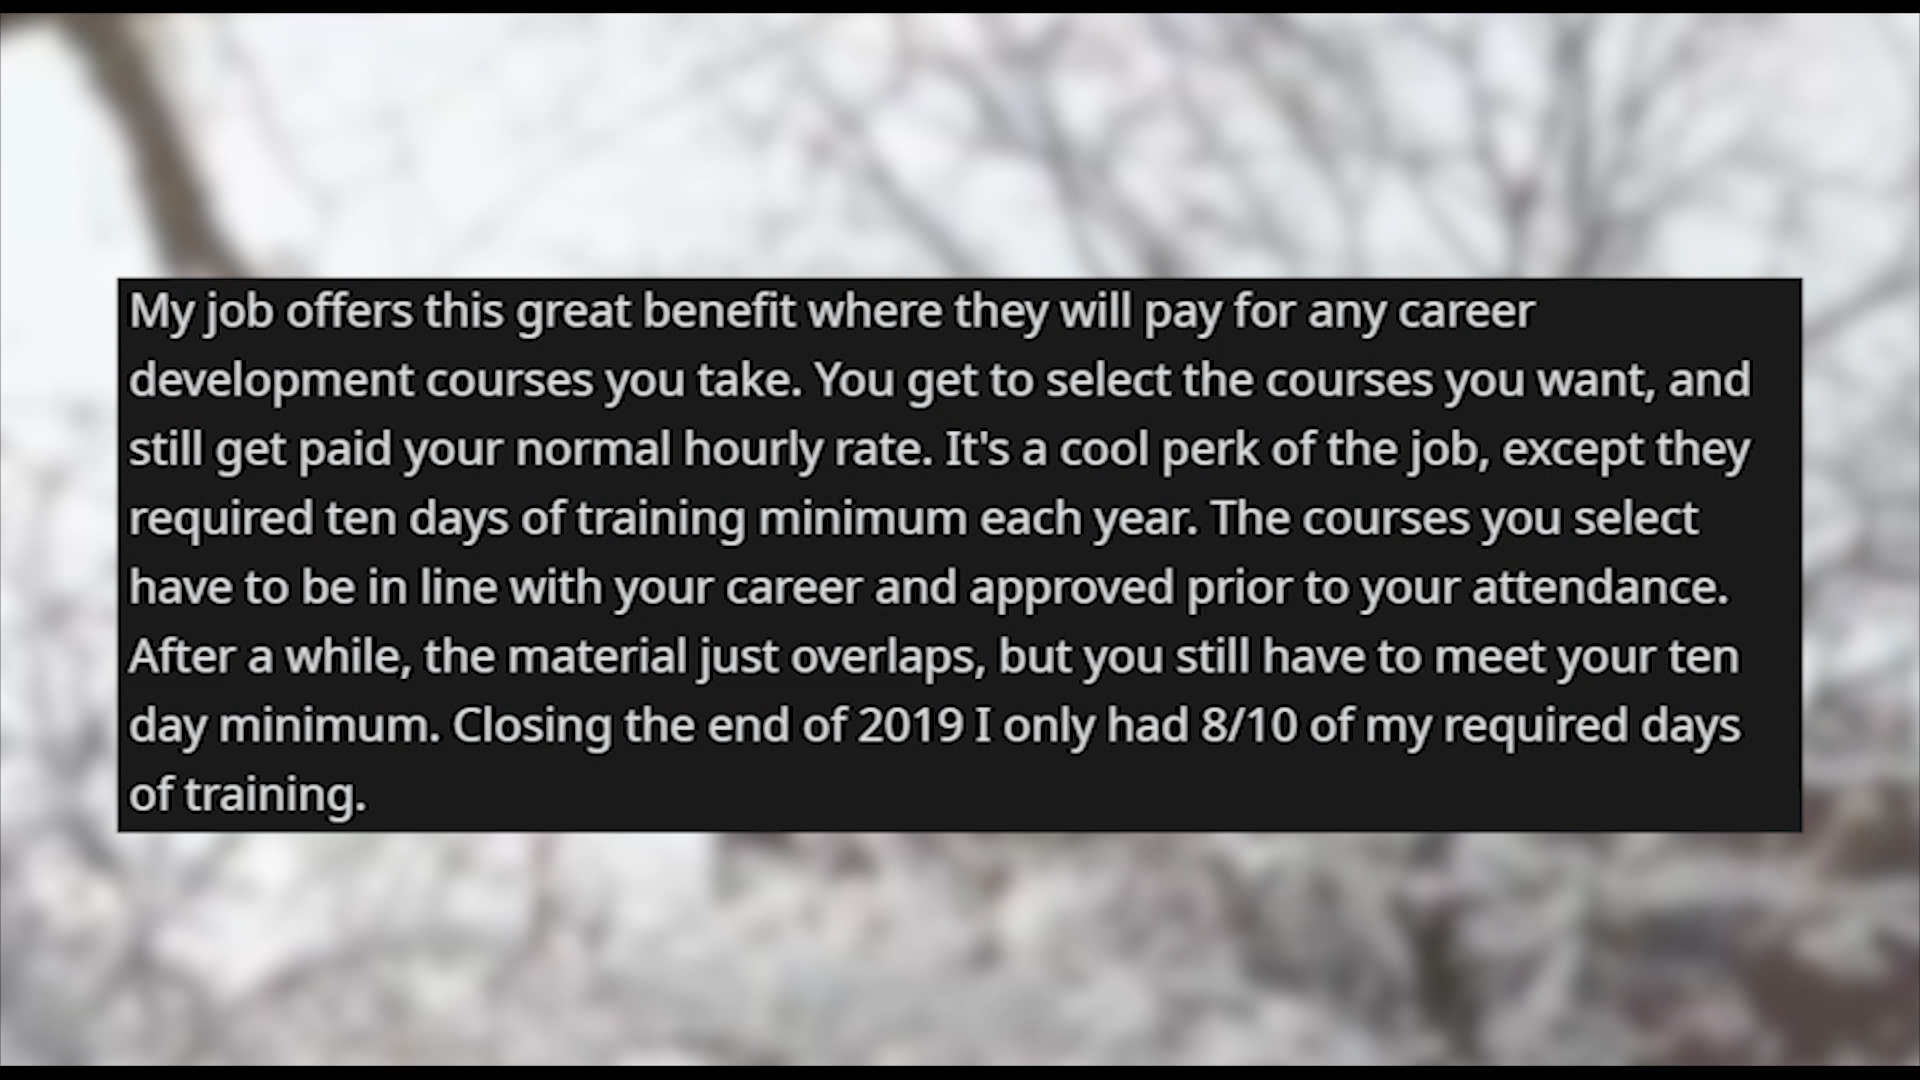 My job offers this great benefit where they will pay for any career
development courses you take. You get to select the courses you want, and
still get paid your normal hourly rate. It's a cool perk of the job, except they
required ten days of training minimum each year. The courses you select
have to be in line with your career and approved prior to your attendance.
After a while, the material just overlaps, but you still have to meet your ten
day minimum. Closing the end of 2019 I only had 8/10 of my required days
of training.